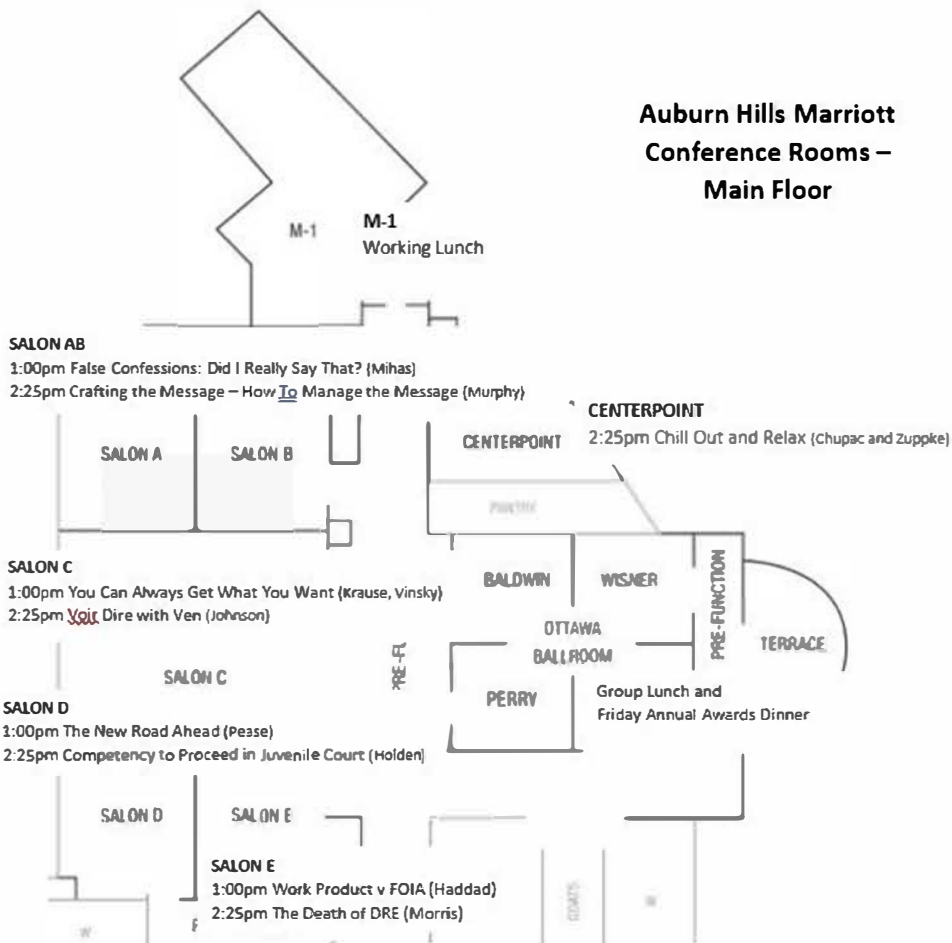 Auburn Hills Marriott
Conference Rooms –
Main Floor
M-1
M-1
Working Lunch
SALON AB
1:00pm False Confessions: Did I Really Say That? (Mihas)
2:25pm Crafting the Message – How To Manage the Message (Murphy)
CENTERPOINT
2:25pm Chill Out and Relax (Chupac and Zuppke)
SALON A
SALON B
CENTERPOINT
PANTRY
SALON C
1:00pm You Can Always Get What You Want (Krause, Vinsky)
2:25pm Voir Dire with Ven (Johnson)
BALDWIN
WISNER
PRE-FUNCTION
OTTAWA
BALLROOM
TERRACE
SALON C
PRE-FU
PERRY
Group Lunch and
Friday Annual Awards Dinner
SALON D
1:00pm The New Road Ahead (Pease)
2:25pm Competency to Proceed in Juvenile Court (Holden)
SALON D
SALON E
SALON E
1:00pm Work Product v FOIA (Haddad)
2:25pm The Death of DRE (Morris)
COATS